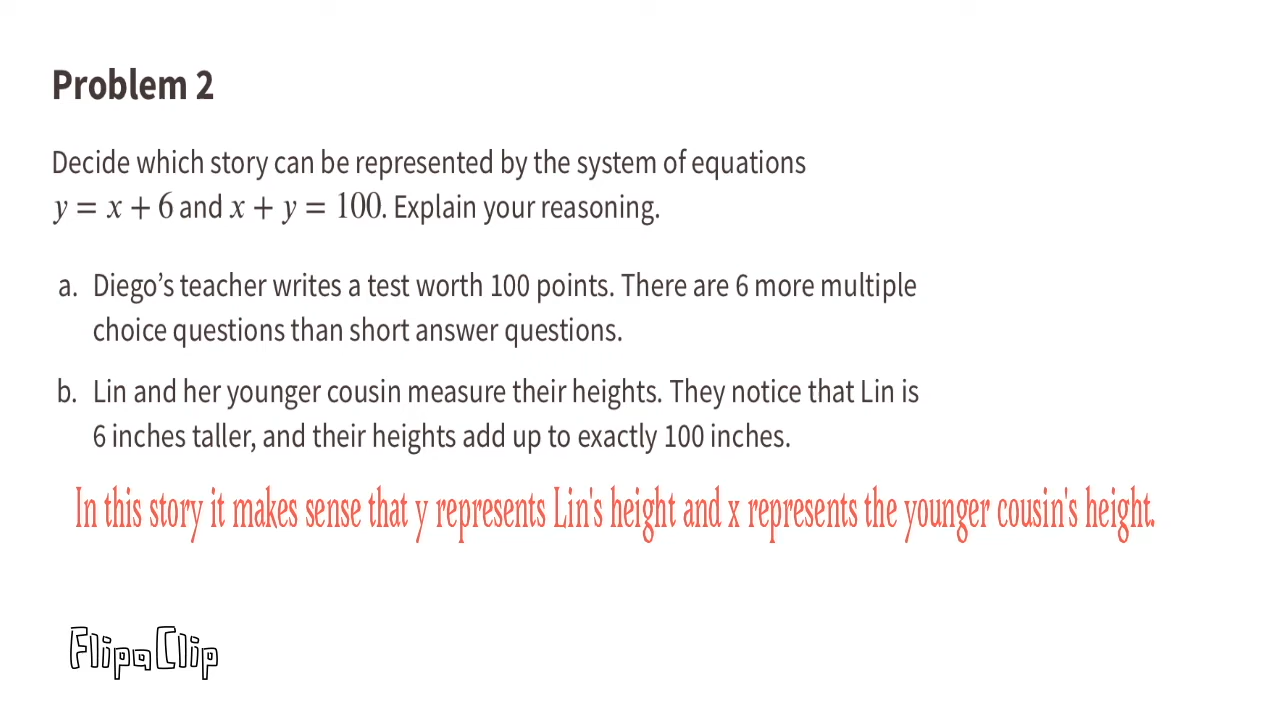 Problem 2
Decide which story can be represented by the system of equations
y = x + 6 and x + y = 100. Explain your reasoning.
a. Diego’s teacher writes a test worth 100 points. There are 6 more multiple
choice questions than short answer questions.
b. Lin and her younger cousin measure their heights. They notice that Lin is
6 inches taller, and their heights add up to exactly 100 inches.
In this story it makes sense that y represents Lin's height and x represents the younger cousin's height.
FlipaClip